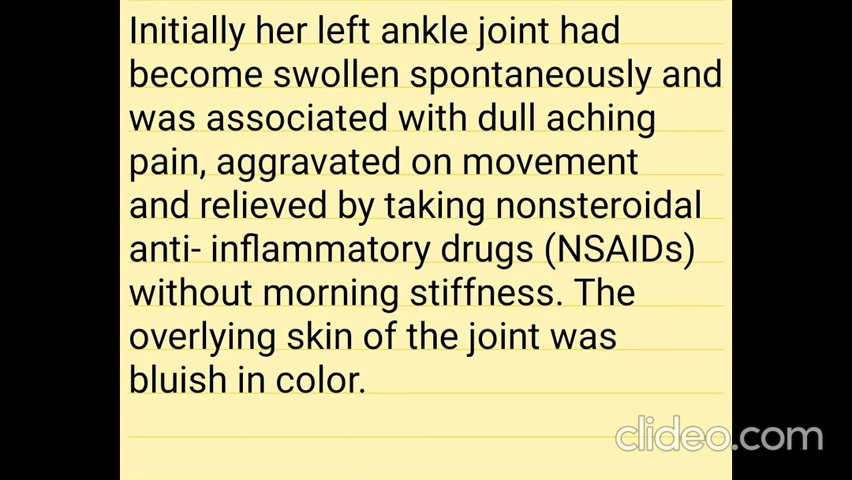 Initially her left ankle joint had
become swollen spontaneously and
was associated with dull aching
pain, aggravated on movement
and relieved by taking nonsteroidal
anti- inflammatory drugs (NSAIDs)
without morning stiffness. The
overlying skin of the joint was
bluish in color.
clideo.com